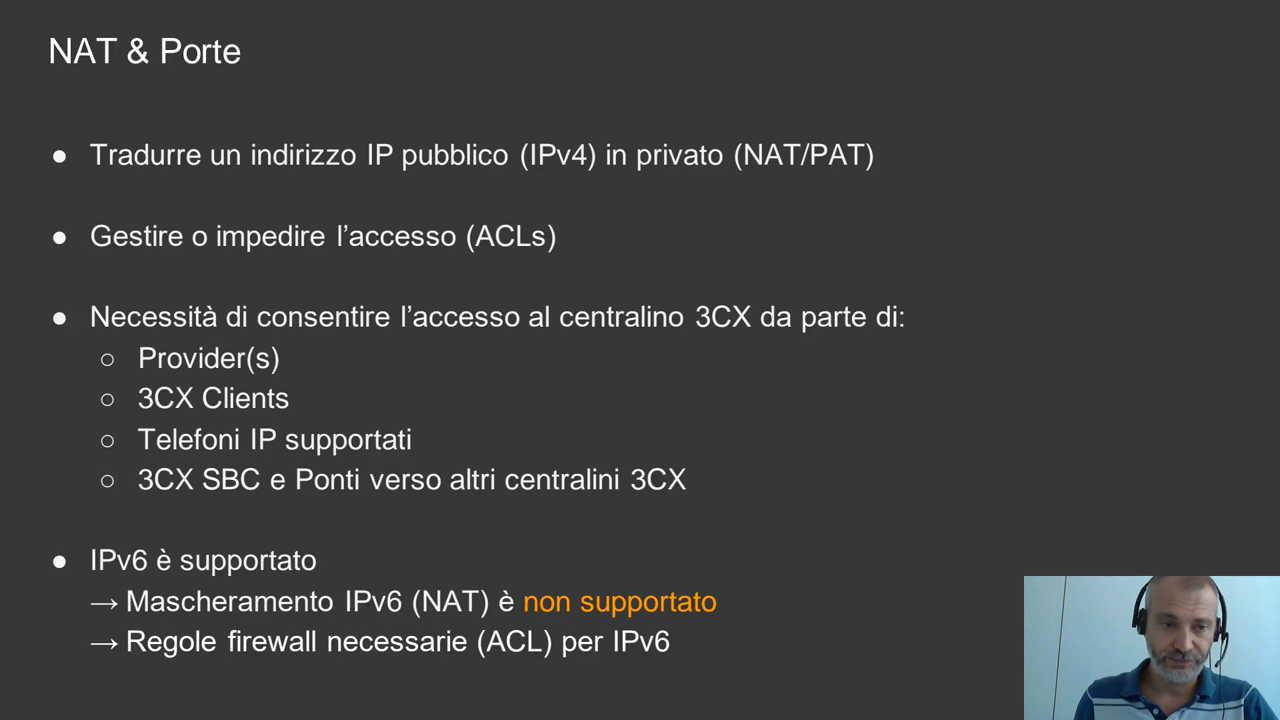 NAT & Porte
● Tradurre un indirizzo IP pubblico (IPv4) in privato (NAT/PAT)
● Gestire o impedire l’accesso (ACLs)
● Necessità di consentire l’accesso al centralino 3CX da parte di:
○ Provider(s)
○ 3CX Clients
○ Telefoni IP supportati
○ 3CX SBC e Ponti verso altri centralini 3CX
● IPv6 è supportato
→ Mascheramento IPv6 (NAT) è non supportato
→ Regole firewall necessarie (ACL) per IPv6